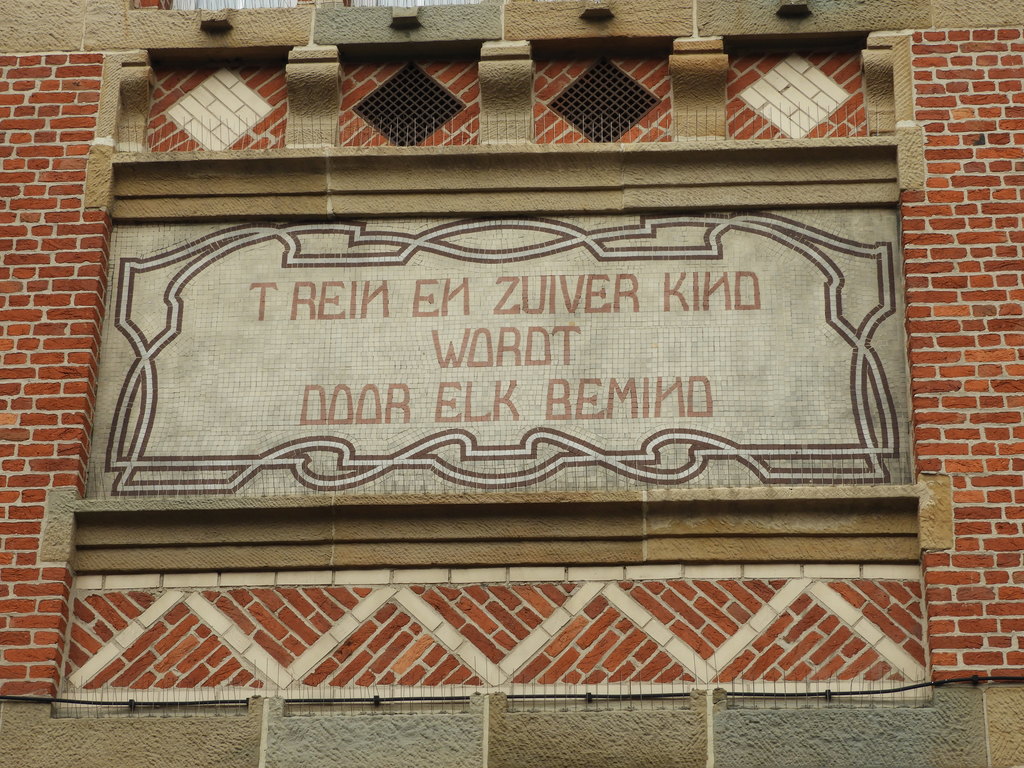 T REIN EN ZUIVER KIND
WORDT
DOOR ELK BEMIND